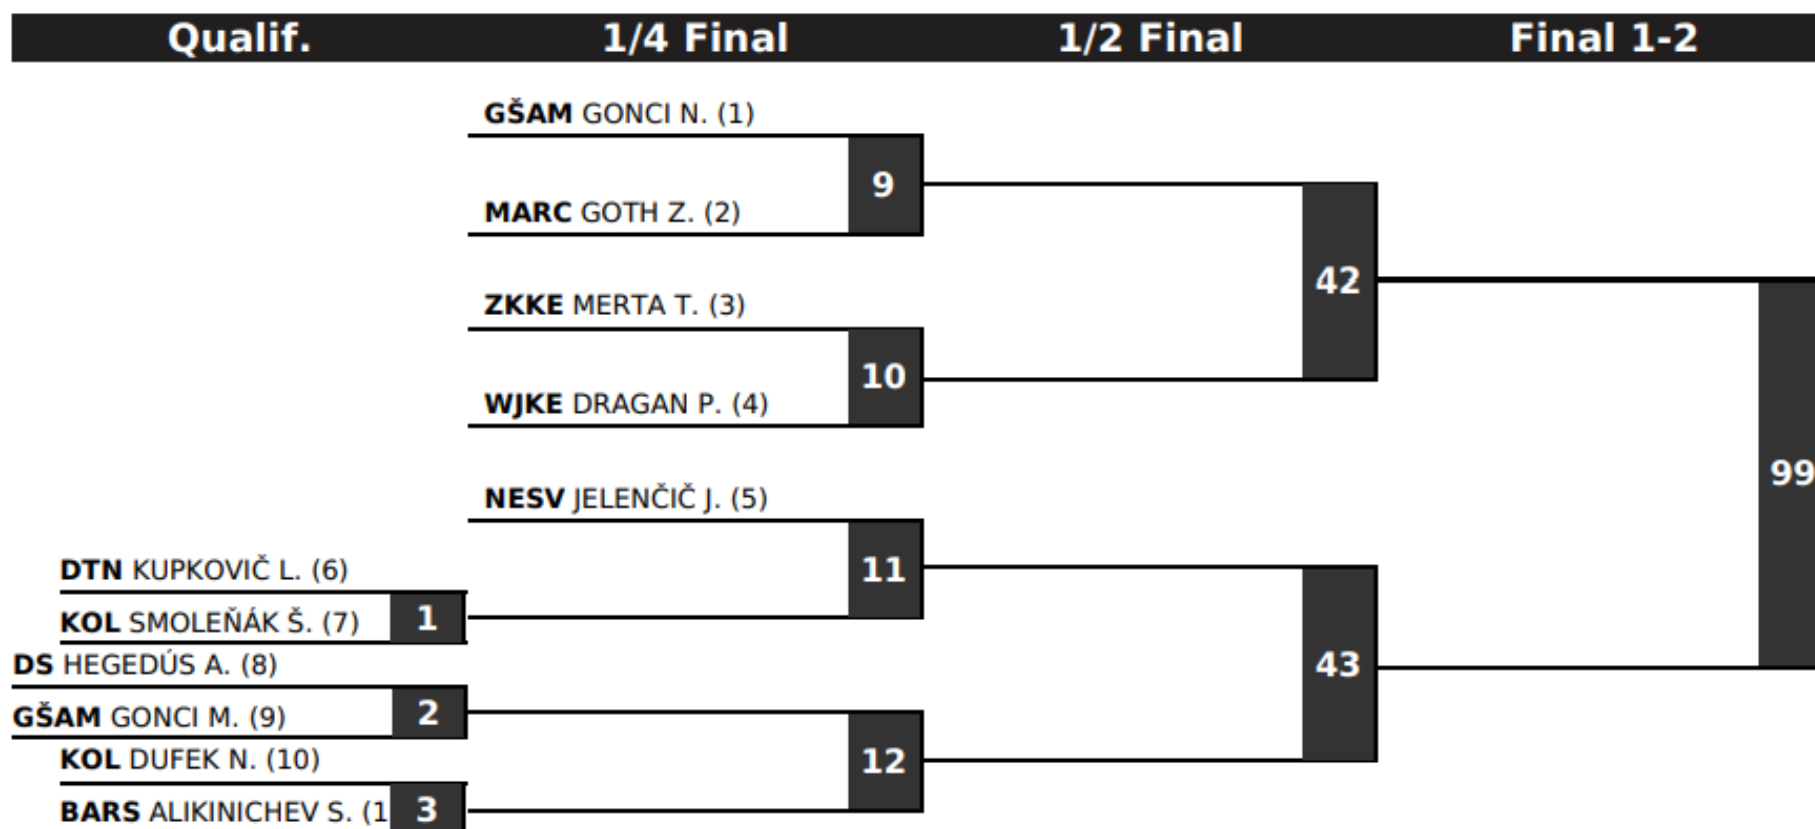 Qualif. 1/4 Final 1/2 Final Final 1-2
GŠAM GONCI N. (1)
9
MARC GOTH Z. (2)
42
ZKKE MERTA T. (3)
10
WJKE DRAGAN P. (4)
99
NESV JELENČIČ J. (5)
DTN KUPKOVIČ L. (6)
11
KOL SMOLEŇÁK Š. (7)
1
DS HEGEDÚS A. (8)
43
GŠAM GONCI M. (9)
2
KOL DUFEK N. (10)
12
BARS ALIKINICHEV S. (1
3